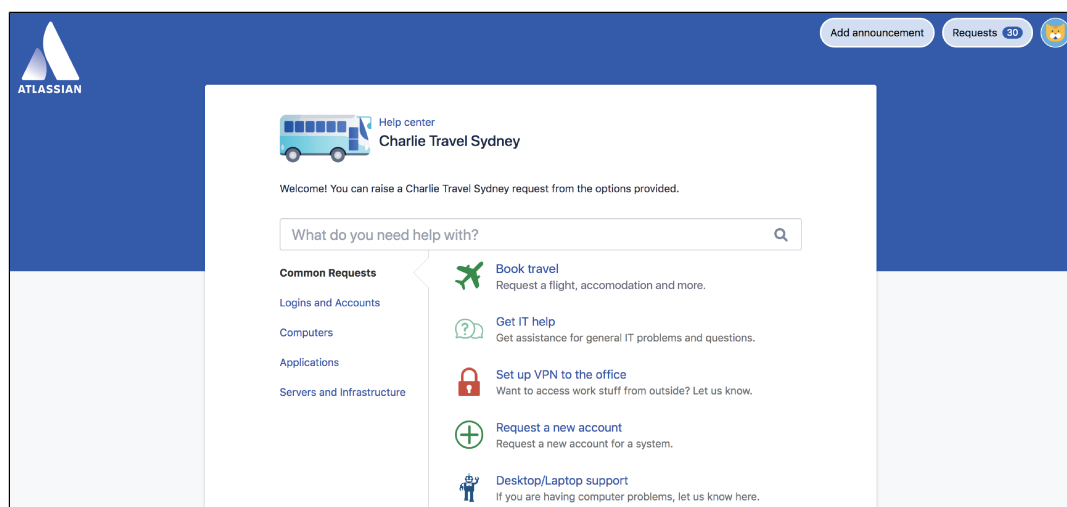 Add announcement
Requests 30
ATLASSIAN
Help center
Charlie Travel Sydney
Welcome! You can raise a Charlie Travel Sydney request from the options provided.
What do you need help with?
Common Requests
Logins and Accounts
Computers
Applications
Servers and Infrastructure
Book travel
Request a flight, accomodation and more.
Get IT help
Get assistance for general IT problems and questions.
Set up VPN to the office
Want to access work stuff from outside? Let us know.
Request a new account
Request a new account for a system.
Desktop/Laptop support
If you are having computer problems, let us know here.